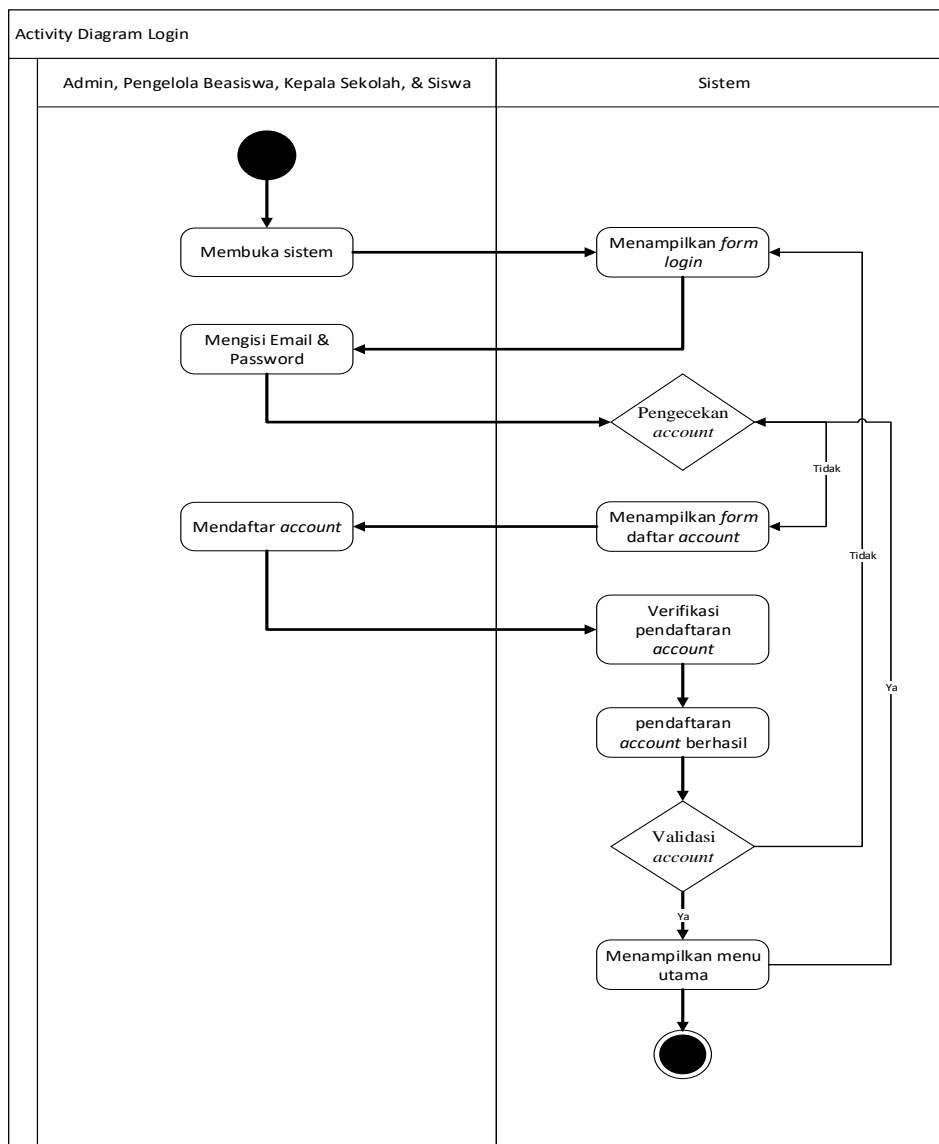 Activity Diagram Login
Admin, Pengelola Beasiswa, Kepala Sekolah, & Siswa
Sistem
Membuka sistem
Menampilkan form
login
Mengisi Email &
Password
Pengecekan
account
Tidak
Mendaftar account
Menampilkan form
daftar account
Tidak
Verifikasi
pendaftaran
account
Ya
pendaftaran
account berhasil
Validasi
account
Ya
Menampilkan menu
utama